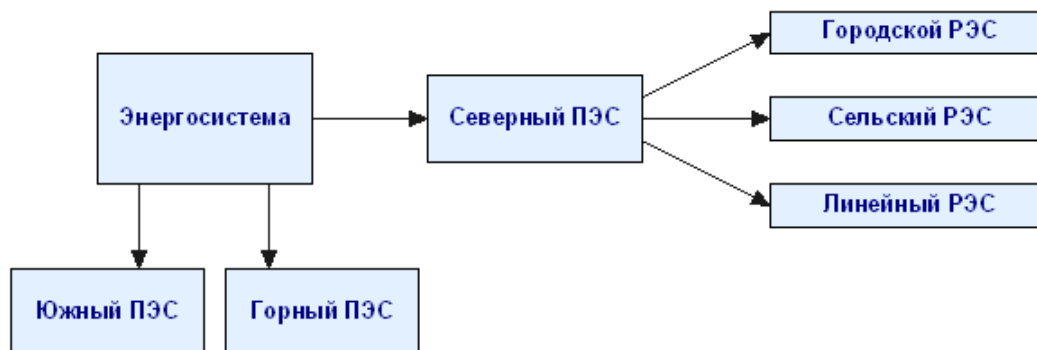 Городской РЭС
Энергосистема
Северный ПЭС
Сельский РЭС
Линейный РЭС
Южный ПЭС
Горный ПЭС